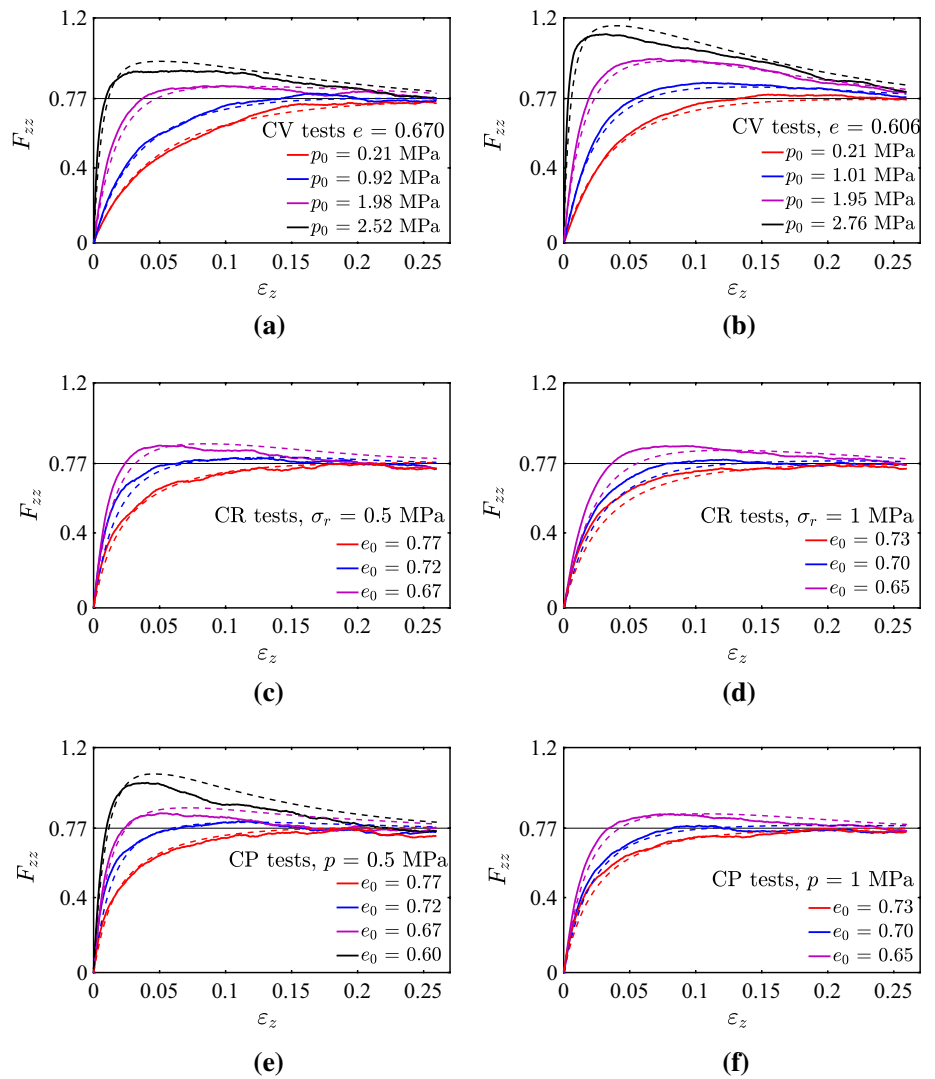 1.2
0.77
0.4
0
F_zz
CV tests e = 0.670
p_0 = 0.21 MPa
p_0 = 0.92 MPa
p_0 = 1.98 MPa
p_0 = 2.52 MPa
0 0.05 0.1 0.15 0.2 0.25
ε_z
(a)
1.2
0.77
0.4
0
F_zz
CV tests, e = 0.606
p_0 = 0.21 MPa
p_0 = 1.01 MPa
p_0 = 1.95 MPa
p_0 = 2.76 MPa
0 0.05 0.1 0.15 0.2 0.25
ε_z
(b)
1.2
0.77
0.4
0
F_zz
CR tests, σ_r = 0.5 MPa
e_0 = 0.77
e_0 = 0.72
e_0 = 0.67
0 0.05 0.1 0.15 0.2 0.25
ε_z
(c)
1.2
0.77
0.4
0
F_zz
CR tests, σ_r = 1 MPa
e_0 = 0.73
e_0 = 0.70
e_0 = 0.65
0 0.05 0.1 0.15 0.2 0.25
ε_z
(d)
1.2
0.77
0.4
0
F_zz
CP tests, p = 0.5 MPa
e_0 = 0.77
e_0 = 0.72
e_0 = 0.67
e_0 = 0.60
0 0.05 0.1 0.15 0.2 0.25
ε_z
(e)
1.2
0.77
0.4
0
F_zz
CP tests, p = 1 MPa
e_0 = 0.73
e_0 = 0.70
e_0 = 0.65
0 0.05 0.1 0.15 0.2 0.25
ε_z
(f)